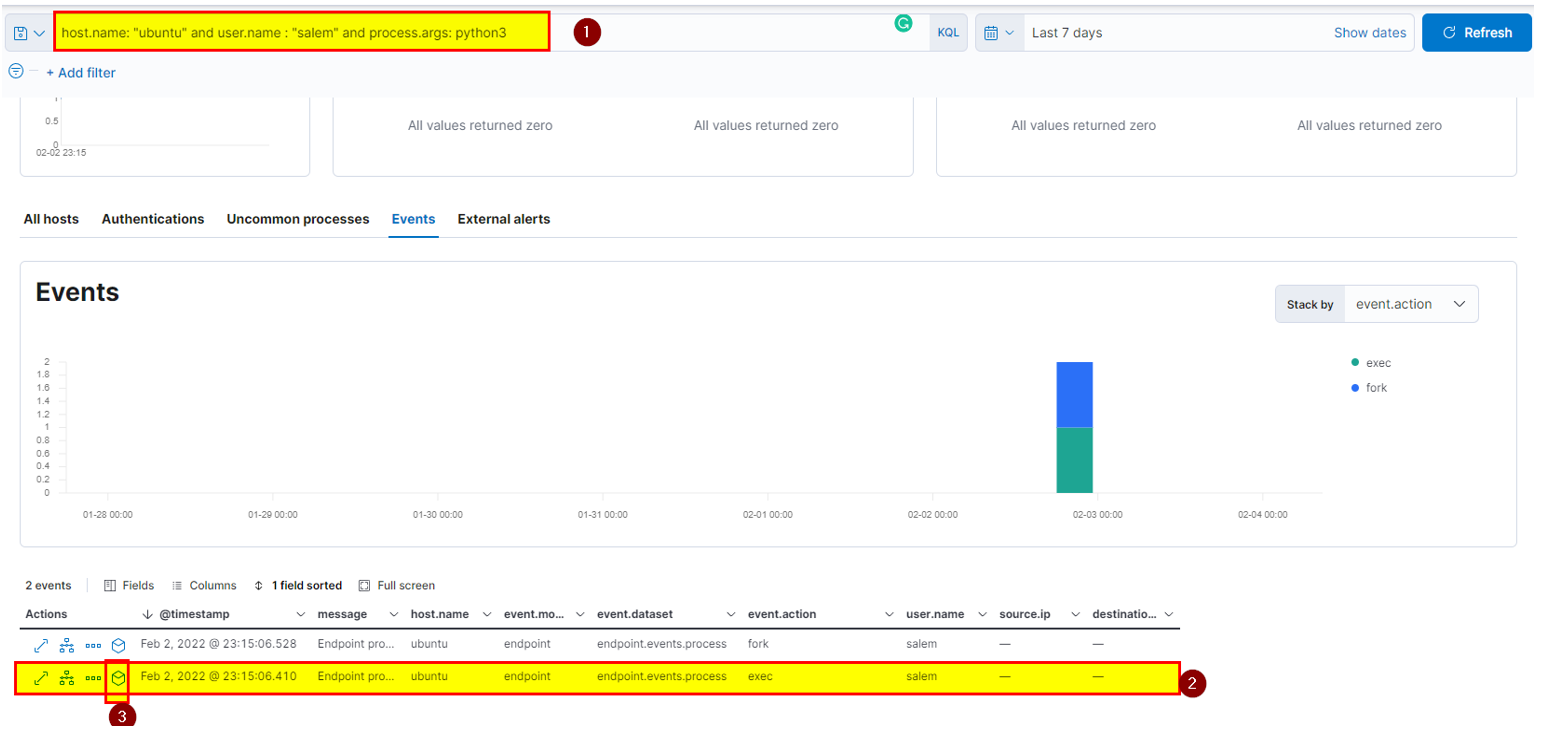 host.name: "ubuntu" and user.name : "salem" and process.args: python3
1
KQL
Last 7 days
Show dates
Refresh
+ Add filter
1
0.5
0
02-02 23:15
All values returned zero
All values returned zero
All values returned zero
All values returned zero
All hosts Authentications Uncommon processes Events External alerts
Events
Stack by event.action
2
1.8
1.6
1.4
1.2
1
0.8
0.6
0.4
0.2
0
exec
fork
01-28 00:00 01-29 00:00 01-30 00:00 01-31 00:00 02-01 00:00 02-02 00:00 02-03 00:00 02-04 00:00
2 events Fields Columns 1 field sorted Full screen
Actions @timestamp message host.name event.mo... event.dataset event.action user.name source.ip destinatio...
Feb 2, 2022 @ 23:15:06.528 Endpoint pro... ubuntu endpoint endpoint.events.process fork salem — —
Feb 2, 2022 @ 23:15:06.410 Endpoint pro... ubuntu endpoint endpoint.events.process exec salem — —
2
3